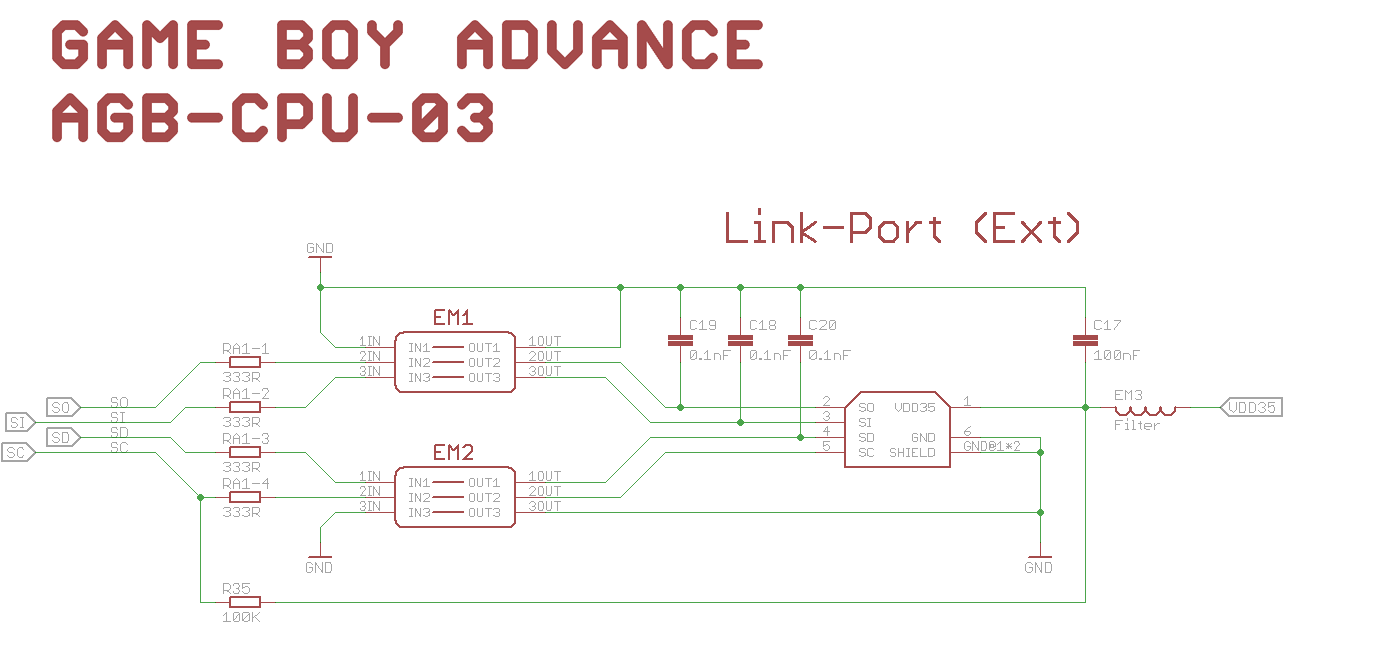 GAME BOY ADVANCE
AGB-CPU-03
Link-Port (Ext)
GND
EM1
C19
C18
C20
C17
0.1nF
0.1nF
0.1nF
100nF
RA1-1
333R
1IN
2IN
3IN
IN1
IN2
IN3
OUT1
OUT2
OUT3
1OUT
2OUT
3OUT
RA1-2
333R
SO
SI
SD
SC
SO
SI
SD
SC
RA1-3
333R
RA1-4
333R
EM2
1IN
2IN
3IN
IN1
IN2
IN3
OUT1
OUT2
OUT3
1OUT
2OUT
3OUT
2
3
4
5
SO
SI
SD
SC
VDD35
GND
SHIELD
1
6
GND@1*2
EM3
Filter
VDD35
GND
GND
R35
100K